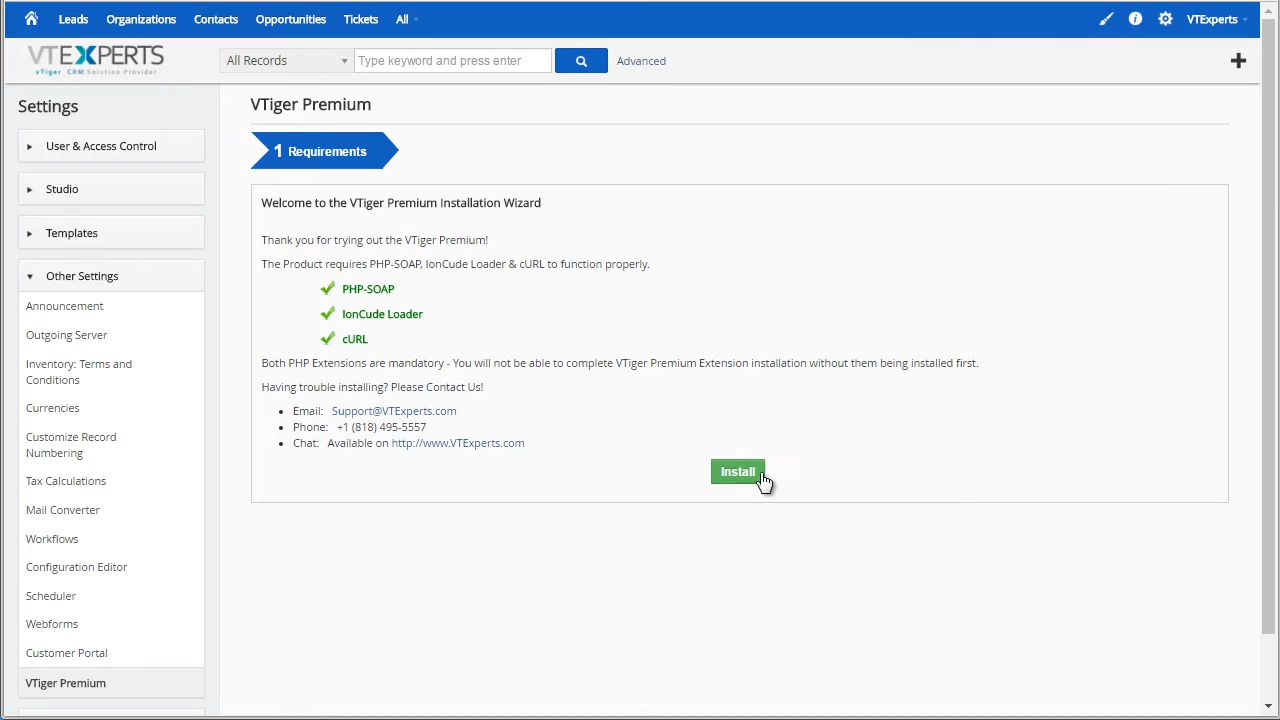 Leads Organizations Contacts Opportunities Tickets All VTExperts
VTEXPERTS
vTiger CRM Solution Provider
All Records Type keyword and press enter Advanced
Settings
User & Access Control
Studio
Templates
Other Settings
Announcement
Outgoing Server
Inventory: Terms and
Conditions
Currencies
Customize Record
Numbering
Tax Calculations
Mail Converter
Workflows
Configuration Editor
Scheduler
Webforms
Customer Portal
VTiger Premium
VTiger Premium
1 Requirements
Welcome to the VTiger Premium Installation Wizard
Thank you for trying out the VTiger Premium!
The Product requires PHP-SOAP, IonCude Loader & cURL to function properly.
PHP-SOAP
IonCude Loader
cURL
Both PHP Extensions are mandatory - You will not be able to complete VTiger Premium Extension installation without them being installed first.
Having trouble installing? Please Contact Us!
Email: Support@VTExperts.com
Phone: +1 (818) 495-5557
Chat: Available on http://www.VTExperts.com
Install